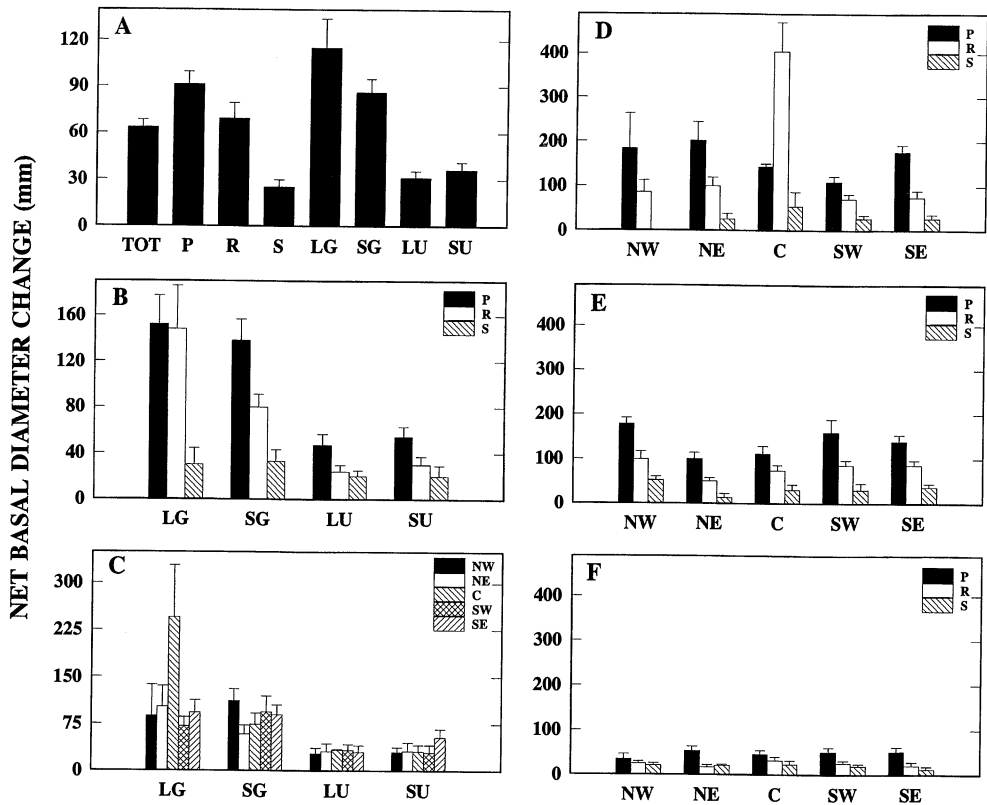 NET BASAL DIAMETER CHANGE (mm)
A
120
90
60
30
0
TOT P R S LG SG LU SU
B
P
R
S
160
120
80
40
0
LG SG LU SU
C
NW
NE
C
SW
SE
300
225
150
75
0
LG SG LU SU
D
P
R
S
400
300
200
100
0
NW NE C SW SE
E
P
R
S
400
300
200
100
0
NW NE C SW SE
F
P
R
S
400
300
200
100
0
NW NE C SW SE